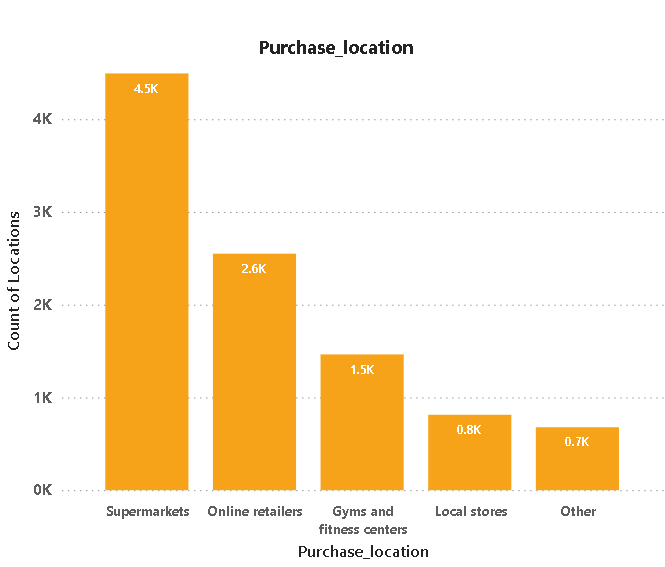 Purchase_location
4.5K
4K
3K
2.6K
2K
1.5K
1K
0.8K
0.7K
0K
Count of Locations
Supermarkets
Online retailers
Gyms and
fitness centers
Local stores
Other
Purchase_location